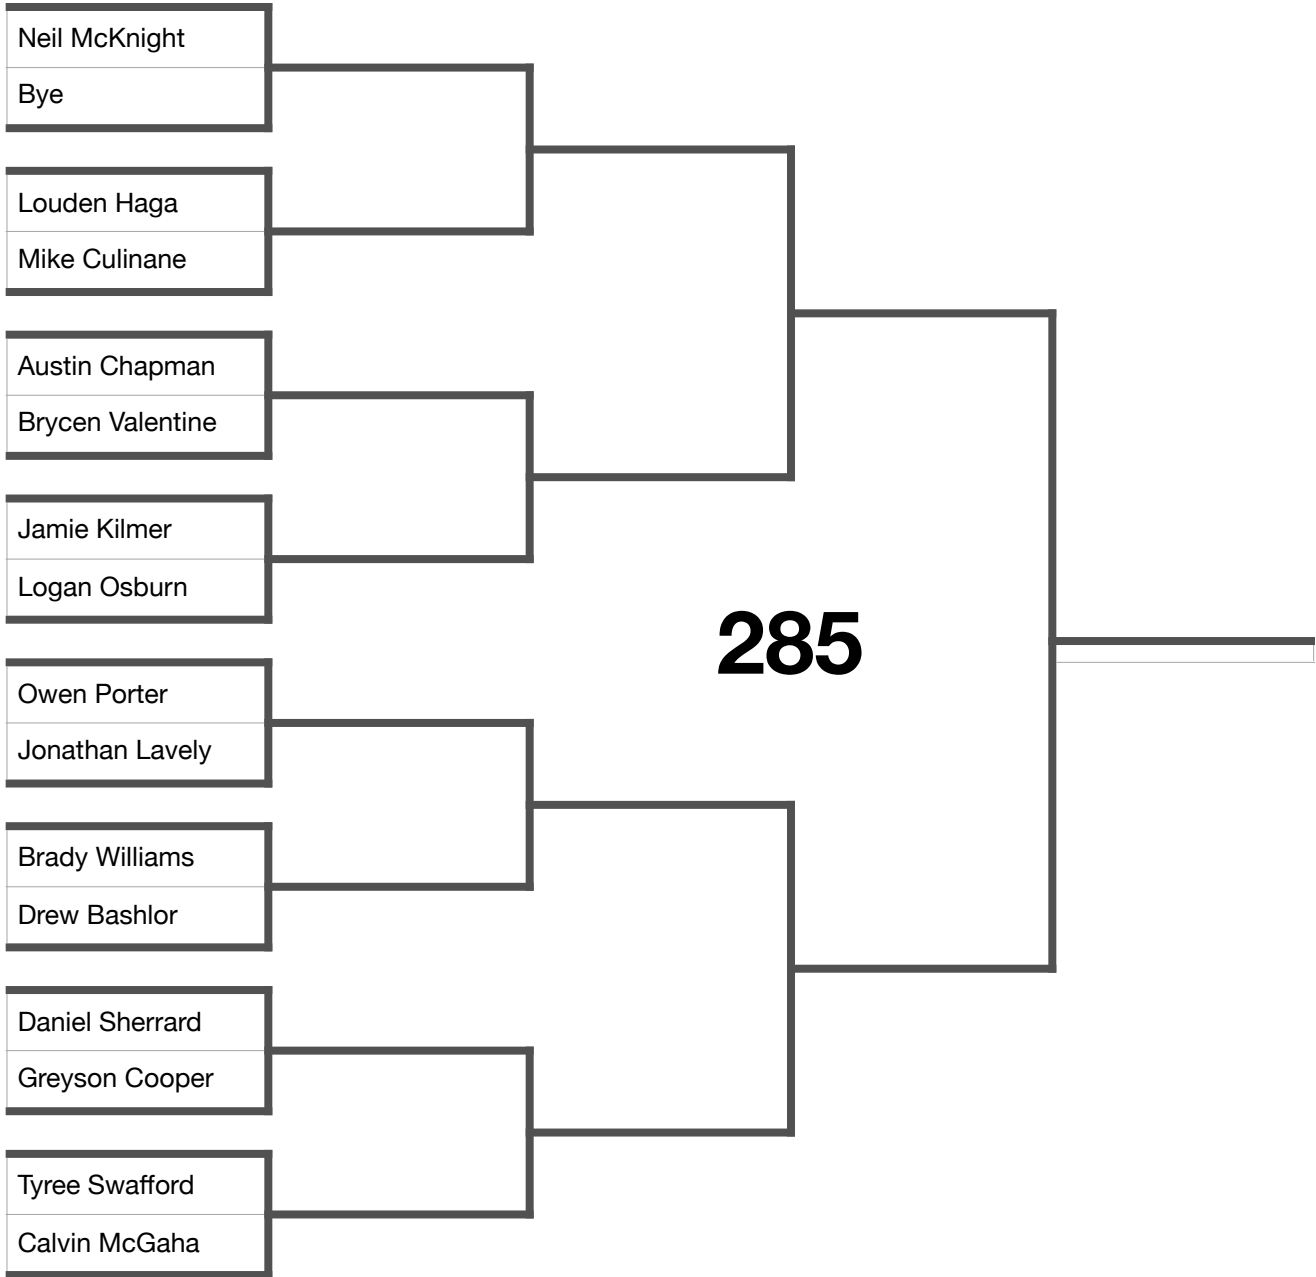 Neil McKnight
Bye
Louden Haga
Mike Culinane
Austin Chapman
Brycen Valentine
Jamie Kilmer
Logan Osburn
285
Owen Porter
Jonathan Lavely
Brady Williams
Drew Bashlor
Daniel Sherrard
Greyson Cooper
Tyree Swafford
Calvin McGaha